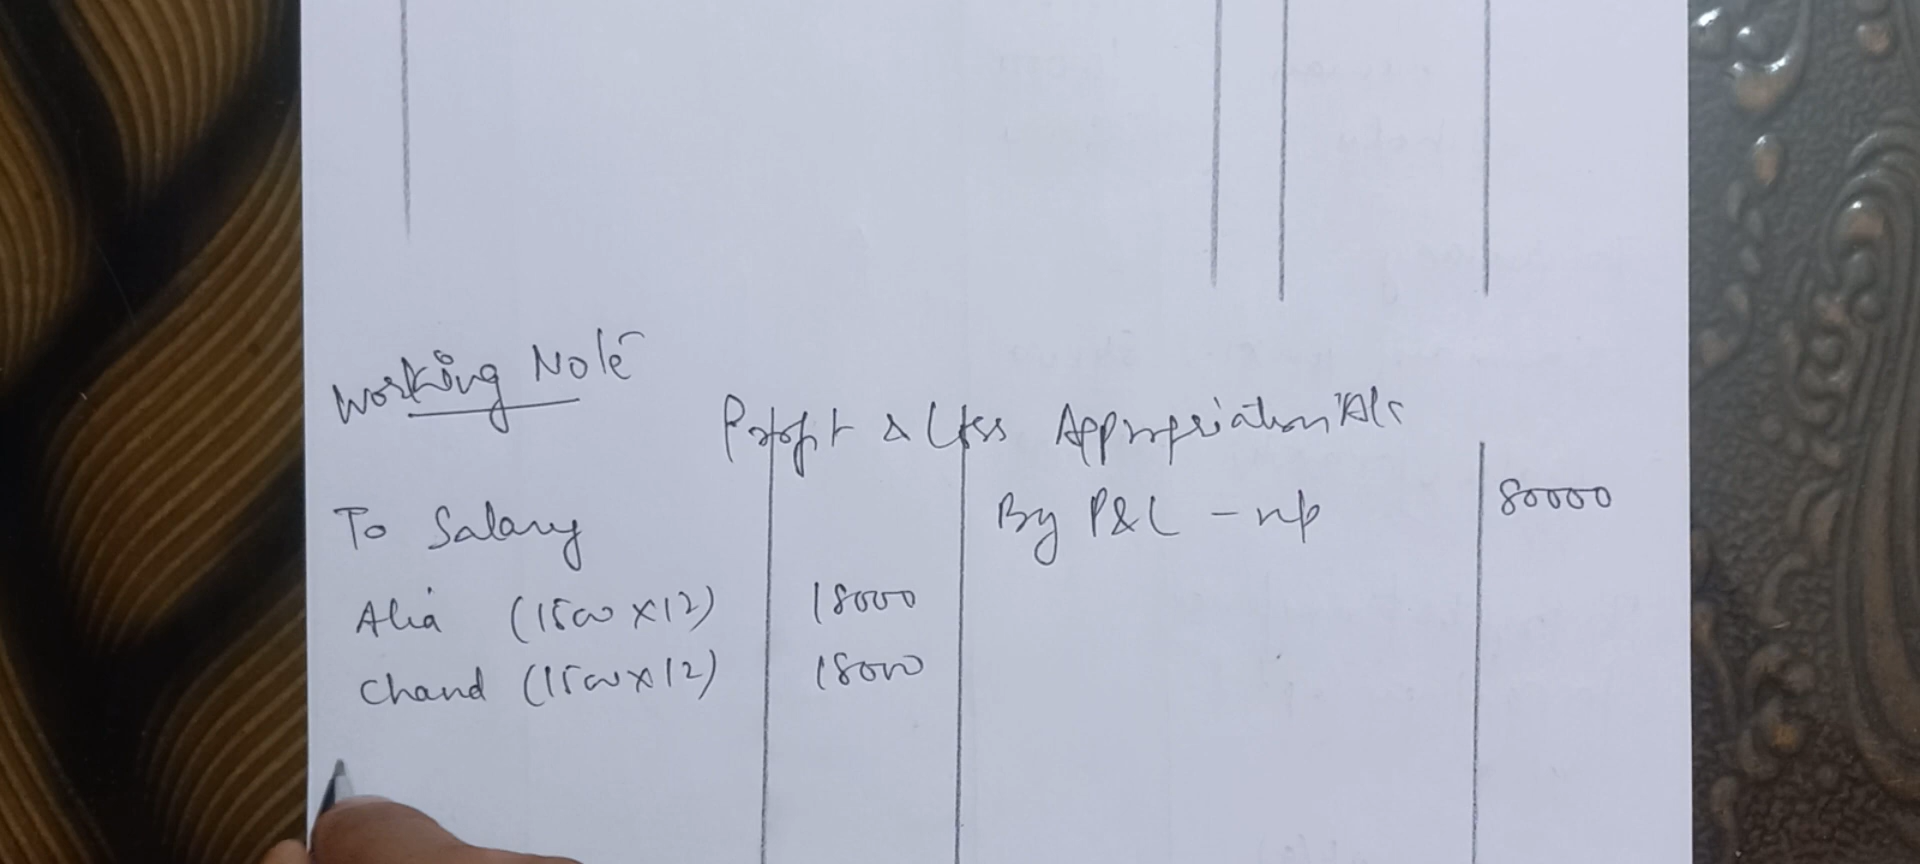 Working Note
Profit & Loss Appropriation A/c
To Salary
By P&L - np
80000
Alia (1500 x 12)
18000
Chand (1500 x 12)
18000